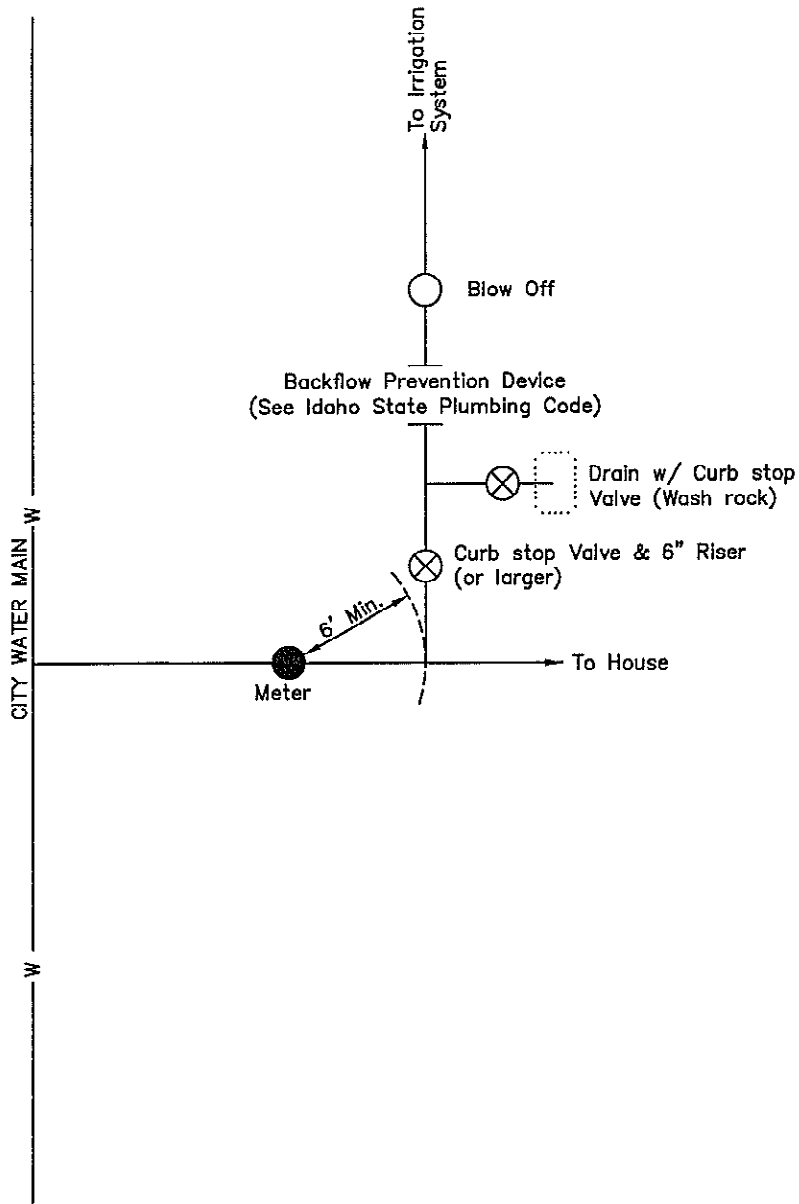 To Irrigation
System
Blow Off
Backflow Prevention Device
(See Idaho State Plumbing Code)
Drain w/ Curb stop
Valve (Wash rock)
W
Curb stop Valve & 6" Riser
(or larger)
6' Min.
CITY WATER MAIN
To House
Meter
W